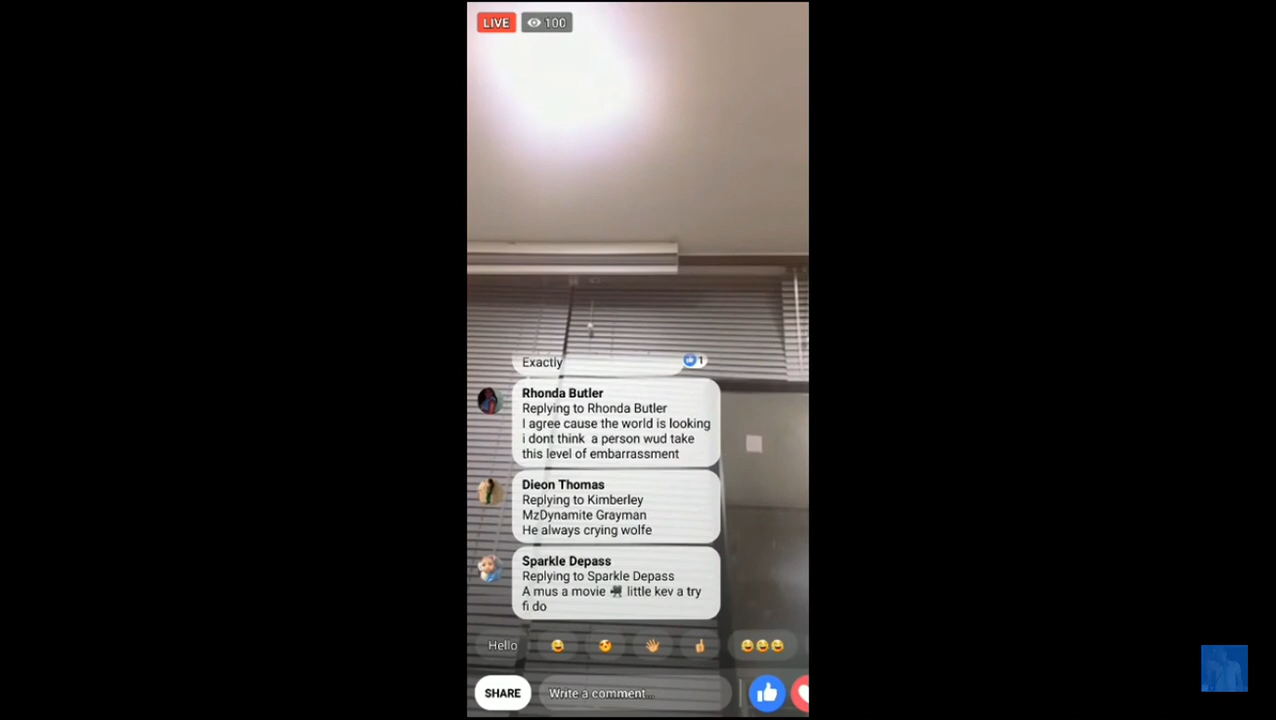 LIVE 100
Exactly
1
Rhonda Butler
Replying to Rhonda Butler
I agree cause the world is looking
i dont think a person wud take
this level of embarrassment
Dieon Thomas
Replying to Kimberley
MzDynamite Grayman
He always crying wolfe
Sparkle Depass
Replying to Sparkle Depass
A mus a movie 🎥 little kev a try
fi do
Hello 😂 😍 👋 👍 😂😂😂
SHARE Write a comment...